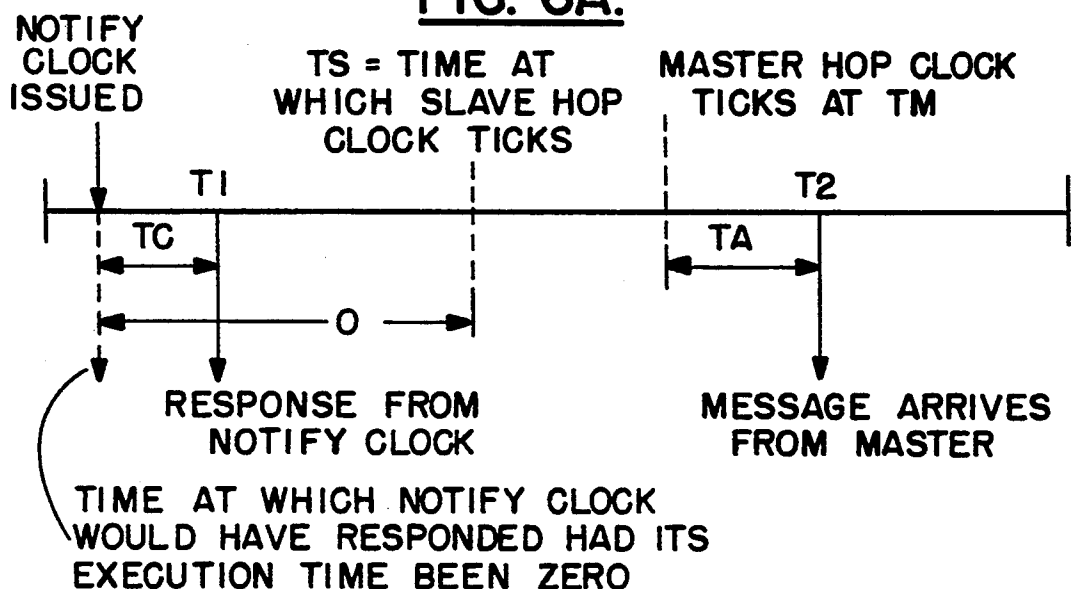 FIG. 6A.
NOTIFY
CLOCK
ISSUED
TS = TIME AT
WHICH SLAVE HOP
CLOCK TICKS
MASTER HOP CLOCK
TICKS AT TM
T1
T2
TC
TA
O
RESPONSE FROM
NOTIFY CLOCK
MESSAGE ARRIVES
FROM MASTER
TIME AT WHICH NOTIFY CLOCK
WOULD HAVE RESPONDED HAD ITS
EXECUTION TIME BEEN ZERO